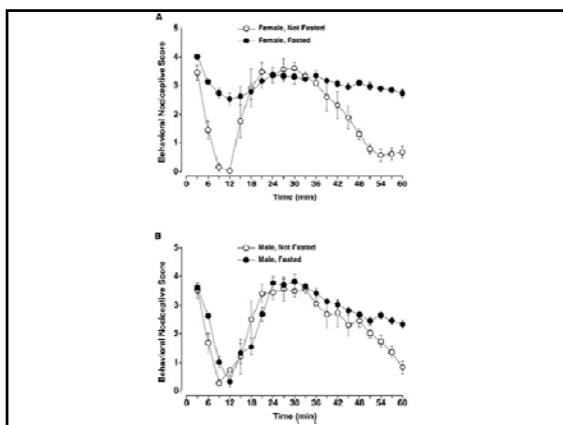 A
Female, Not Fasted
Female, Fasted
Behavioral Nociceptive Score
5
4
3
2
1
0
0 6 12 18 24 30 36 42 48 54 60
Time (min)
B
Male, Not Fasted
Male, Fasted
Behavioral Nociceptive Score
5
4
3
2
1
0
0 6 12 18 24 30 36 42 48 54 60
Time (min)